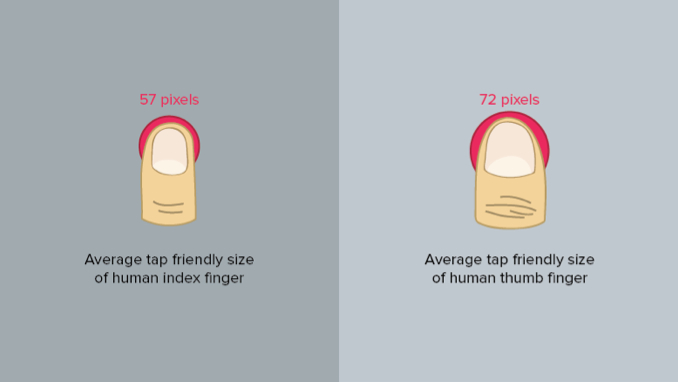 57 pixels
Average tap friendly size
of human index finger
72 pixels
Average tap friendly size
of human thumb finger